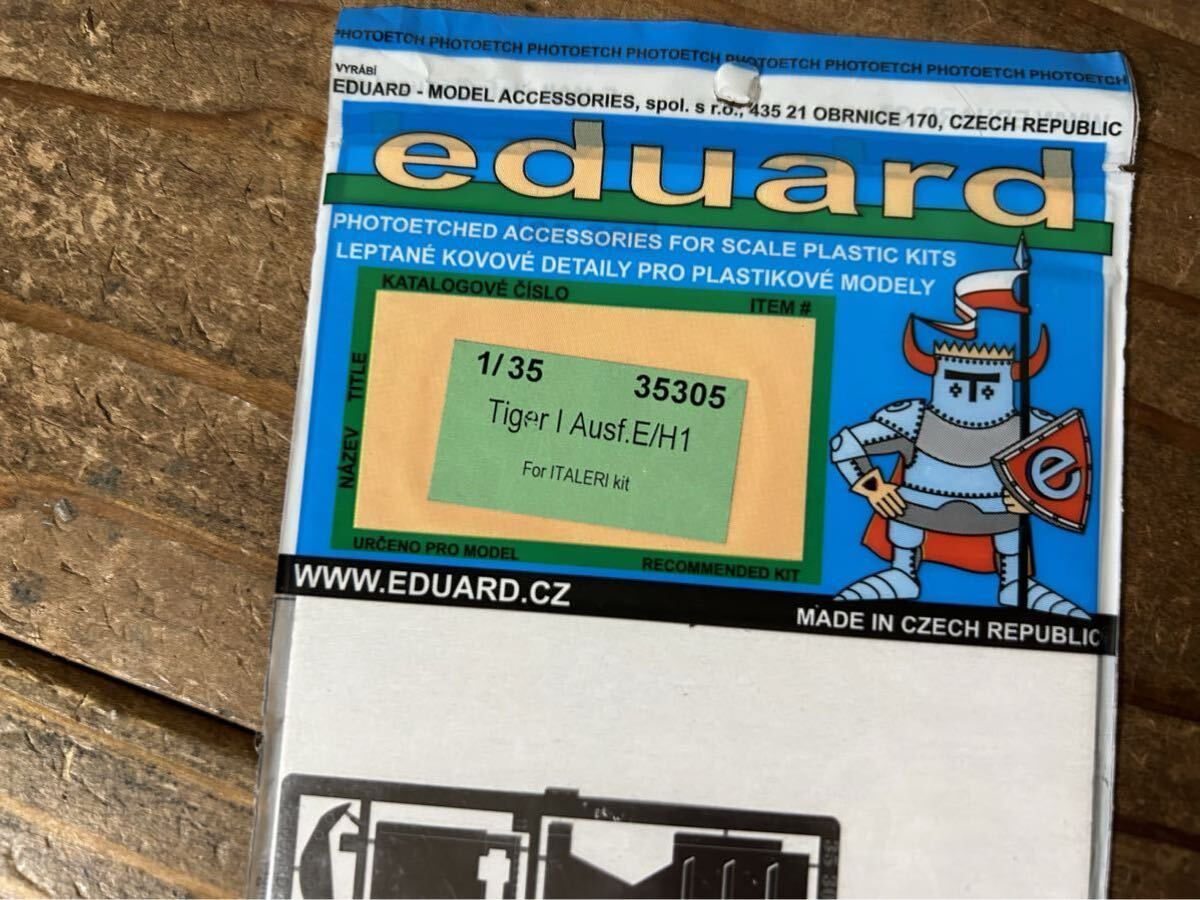 PHOTOETCH PHOTOETCH PHOTOETCH PHOTOETCH PHOTOETCH PHOTOETCH PHOTOETCH PHOTOETCH
VYRÁBÍ
EDUARD - MODEL ACCESSORIES, spol. s r.o., 435 21 OBRNICE 170, CZECH REPUBLIC
eduard
PHOTOETCHED ACCESSORIES FOR SCALE PLASTIC KITS
LEPTANÉ KOVOVÉ DETAILY PRO PLASTIKOVÉ MODELY
KATALOGOVÉ ČÍSLO
ITEM #
NÁZEV TITLE
1/35 35305
Tiger I Ausf.E/H1
For ITALERI kit
URČENO PRO MODEL
RECOMMENDED KIT
e
WWW.EDUARD.CZ
MADE IN CZECH REPUBLIC